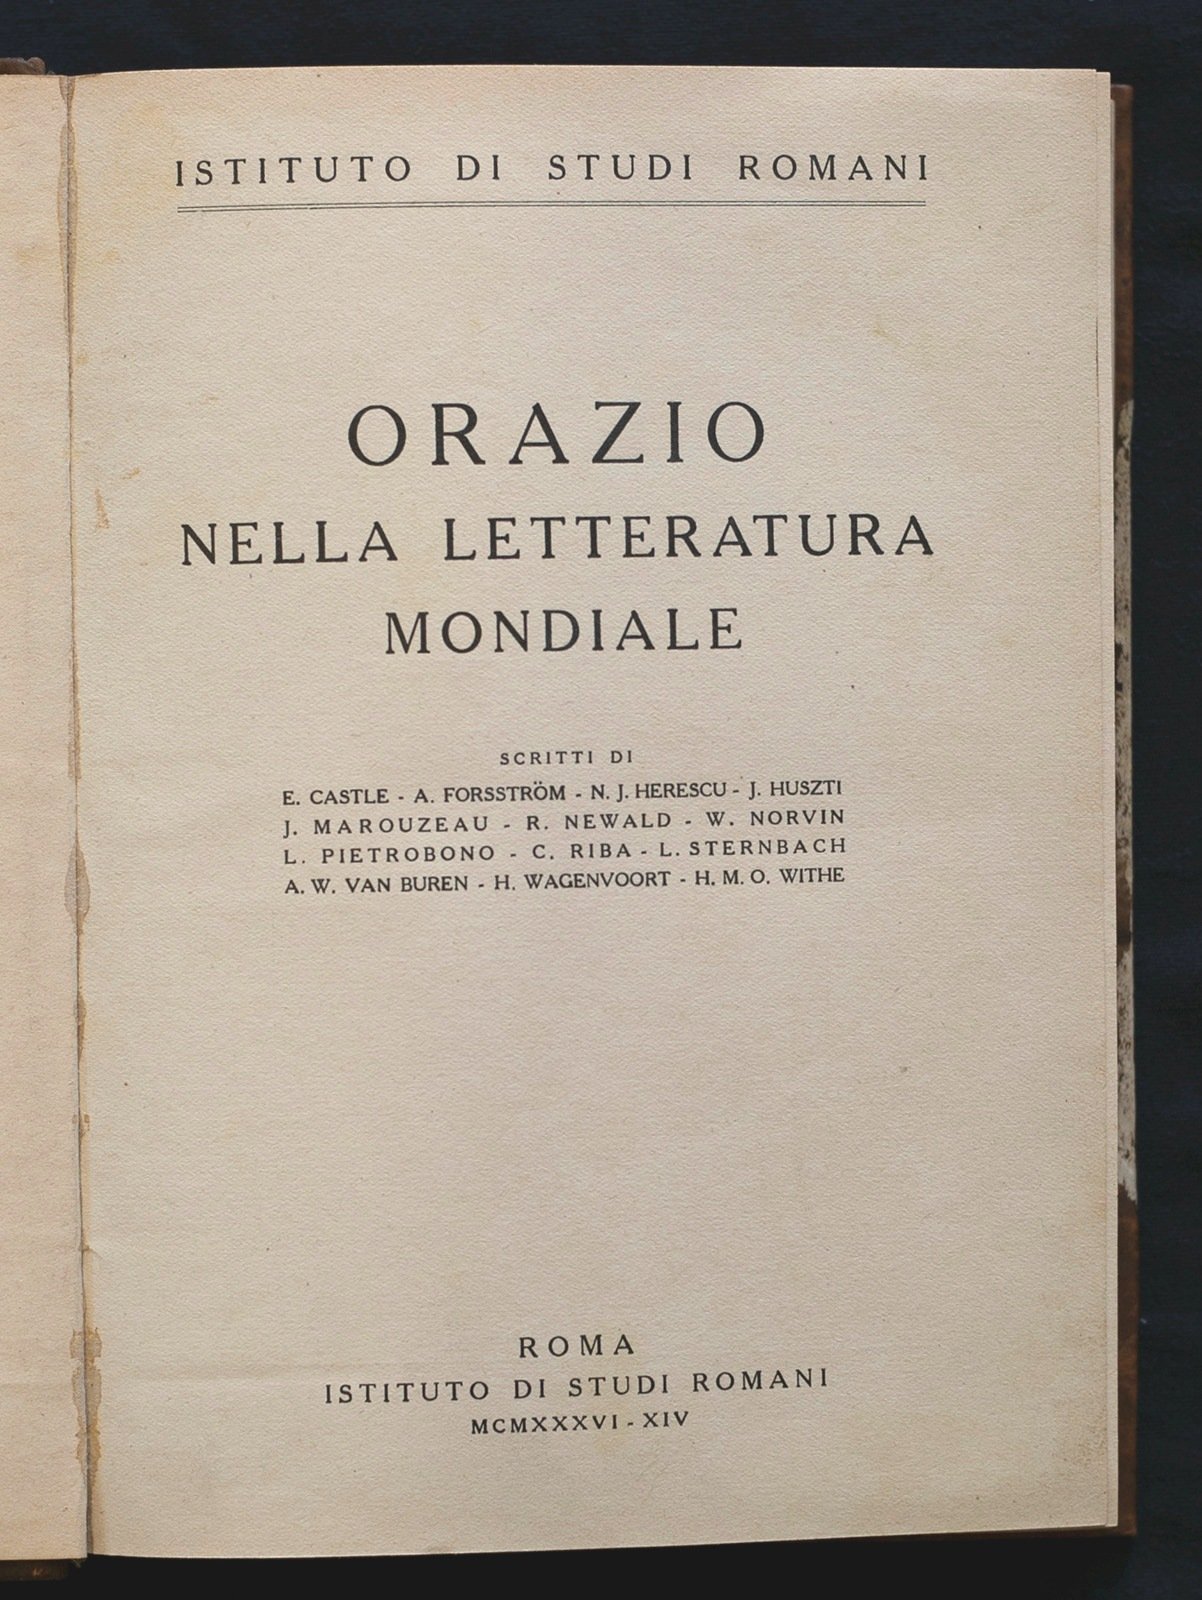 ISTITUTO DI STUDI ROMANI
ORAZIO
NELLA LETTERATURA
MONDIALE
SCRITTI DI
E. CASTLE - A. FORSSTRÖM - N. J. HERESCU - J. HUSZTI
J. MAROUZEAU - R. NEWALD - W. NORVIN
L. PIETROBONO - C. RIBA - L. STERNBACH
A. W. VAN BUREN - H. WAGENVOORT - H. M. O. WITHE
ROMA
ISTITUTO DI STUDI ROMANI
MCMXXXVI - XIV